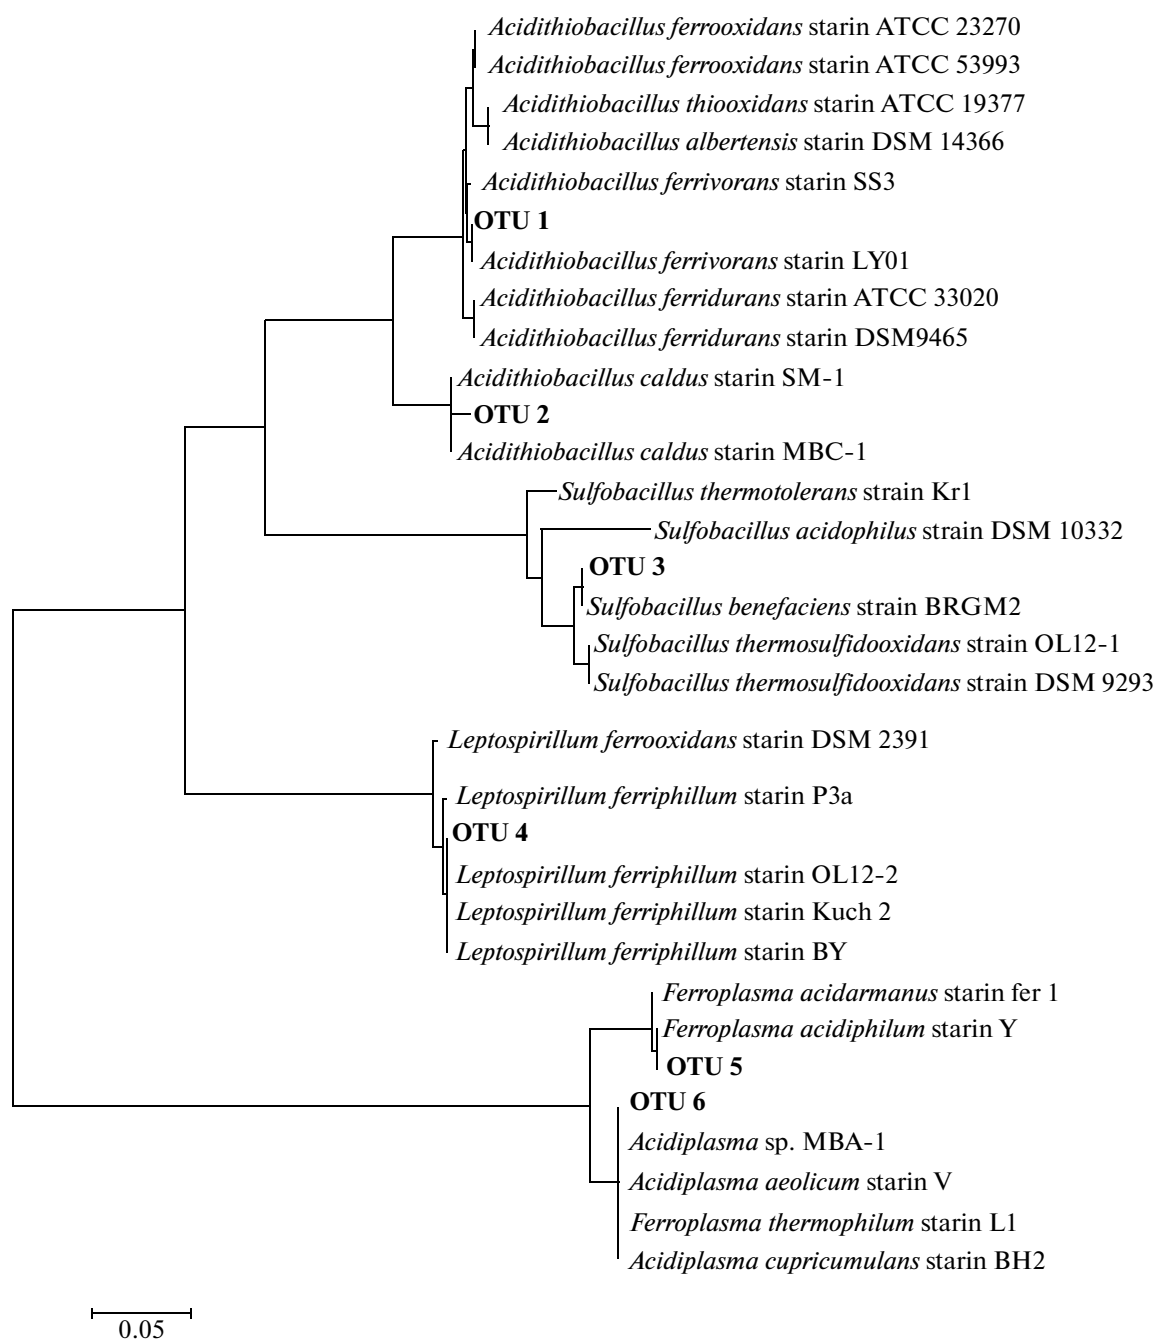 Acidithiobacillus ferrooxidans starin ATCC 23270
Acidithiobacillus ferrooxidans starin ATCC 53993
Acidithiobacillus thiooxidans starin ATCC 19377
Acidithiobacillus albertensis starin DSM 14366
Acidithiobacillus ferrivorans starin SS3
OTU 1
Acidithiobacillus ferrivorans starin LY01
Acidithiobacillus ferridurans starin ATCC 33020
Acidithiobacillus ferridurans starin DSM9465
Acidithiobacillus caldus starin SM-1
OTU 2
Acidithiobacillus caldus starin MBC-1
Sulfobacillus thermotolerans strain Kr1
Sulfobacillus acidophilus strain DSM 10332
OTU 3
Sulfobacillus benefaciens strain BRGM2
Sulfobacillus thermosulfidooxidans strain OL12-1
Sulfobacillus thermosulfidooxidans strain DSM 9293
Leptospirillum ferrooxidans starin DSM 2391
Leptospirillum ferriphillum starin P3a
OTU 4
Leptospirillum ferriphillum starin OL12-2
Leptospirillum ferriphillum starin Kuch 2
Leptospirillum ferriphillum starin BY
Ferroplasma acidarmanus starin fer 1
Ferroplasma acidiphilum starin Y
OTU 5
OTU 6
Acidiplasma sp. MBA-1
Acidiplasma aeolicum starin V
Ferroplasma thermophilum starin L1
Acidiplasma cupricumulans starin BH2
0.05